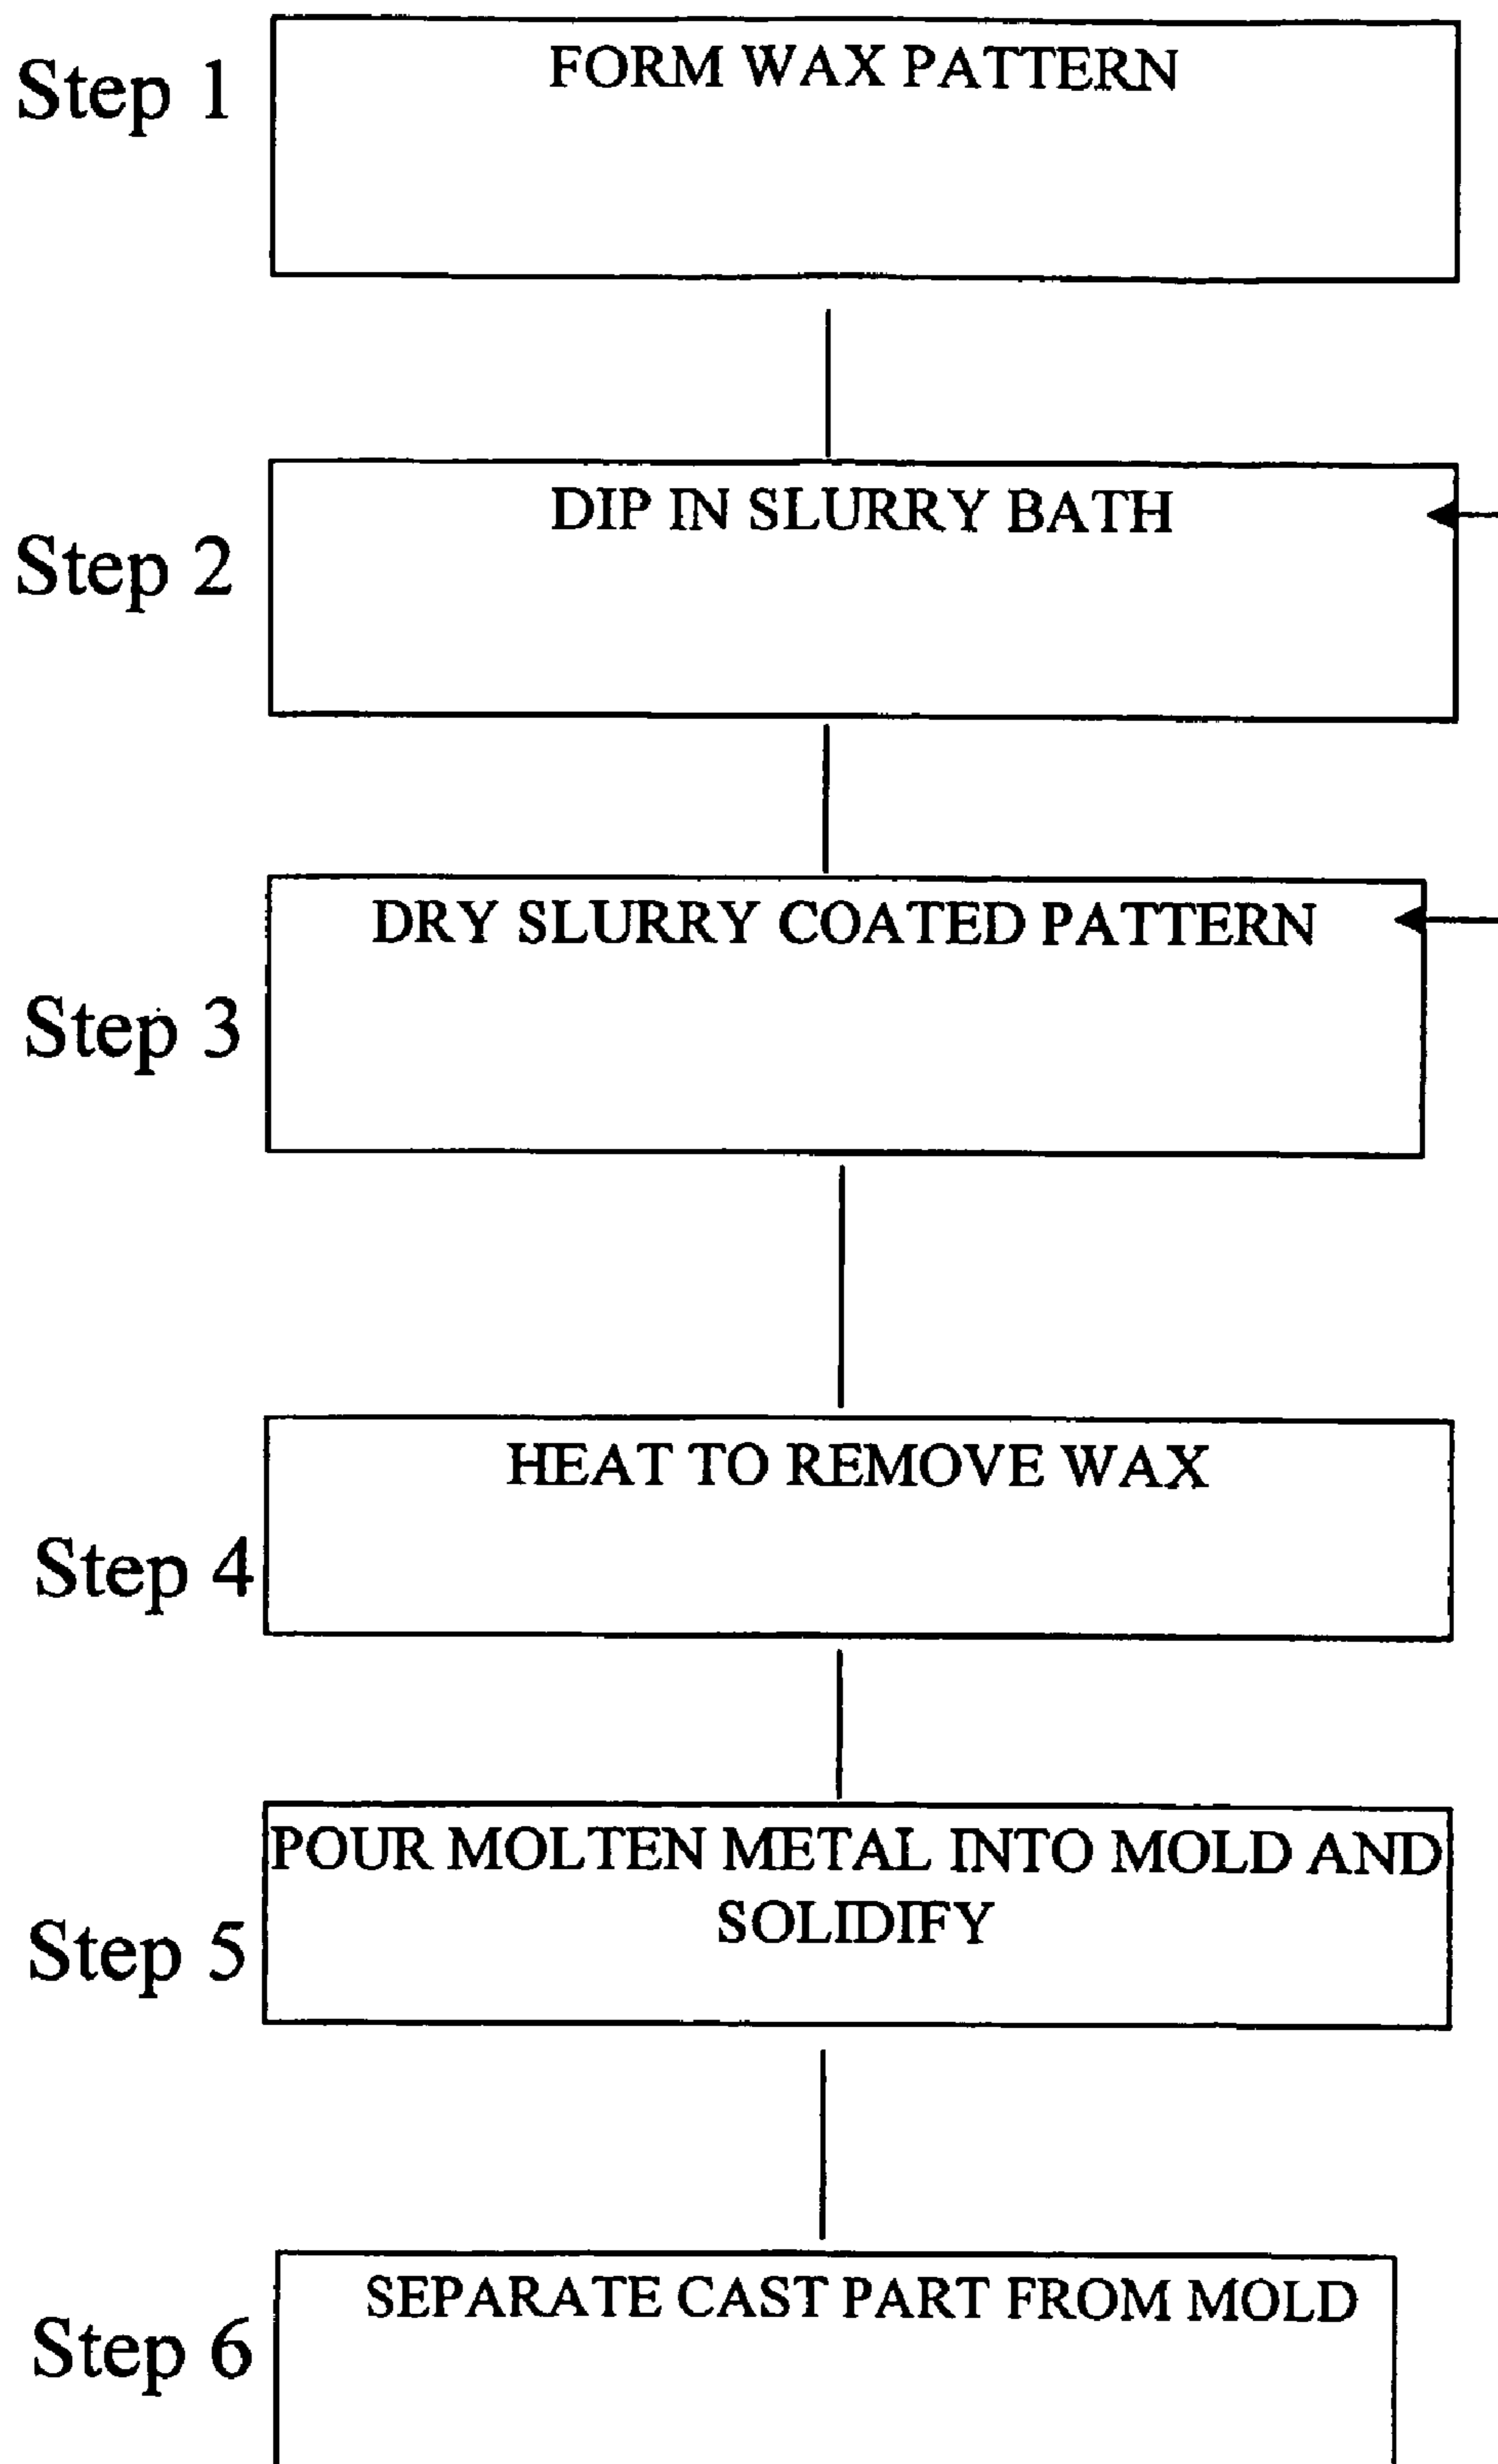 Step 1
FORM WAX PATTERN
Step 2
DIP IN SLURRY BATH
Step 3
DRY SLURRY COATED PATTERN
Step 4
HEAT TO REMOVE WAX
Step 5
POUR MOLTEN METAL INTO MOLD AND
SOLIDIFY
Step 6
SEPARATE CAST PART FROM MOLD